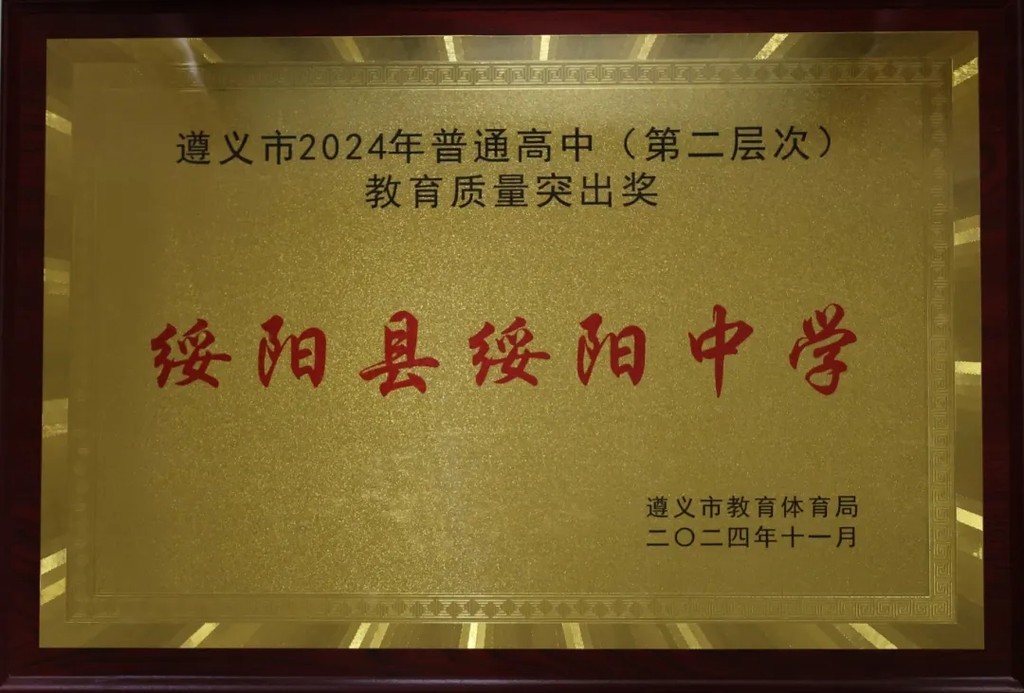 遵义市2024年普通高中（第二层次）
教育质量突出奖
绥阳县绥阳中学
遵义市教育体育局
二〇二四年十一月